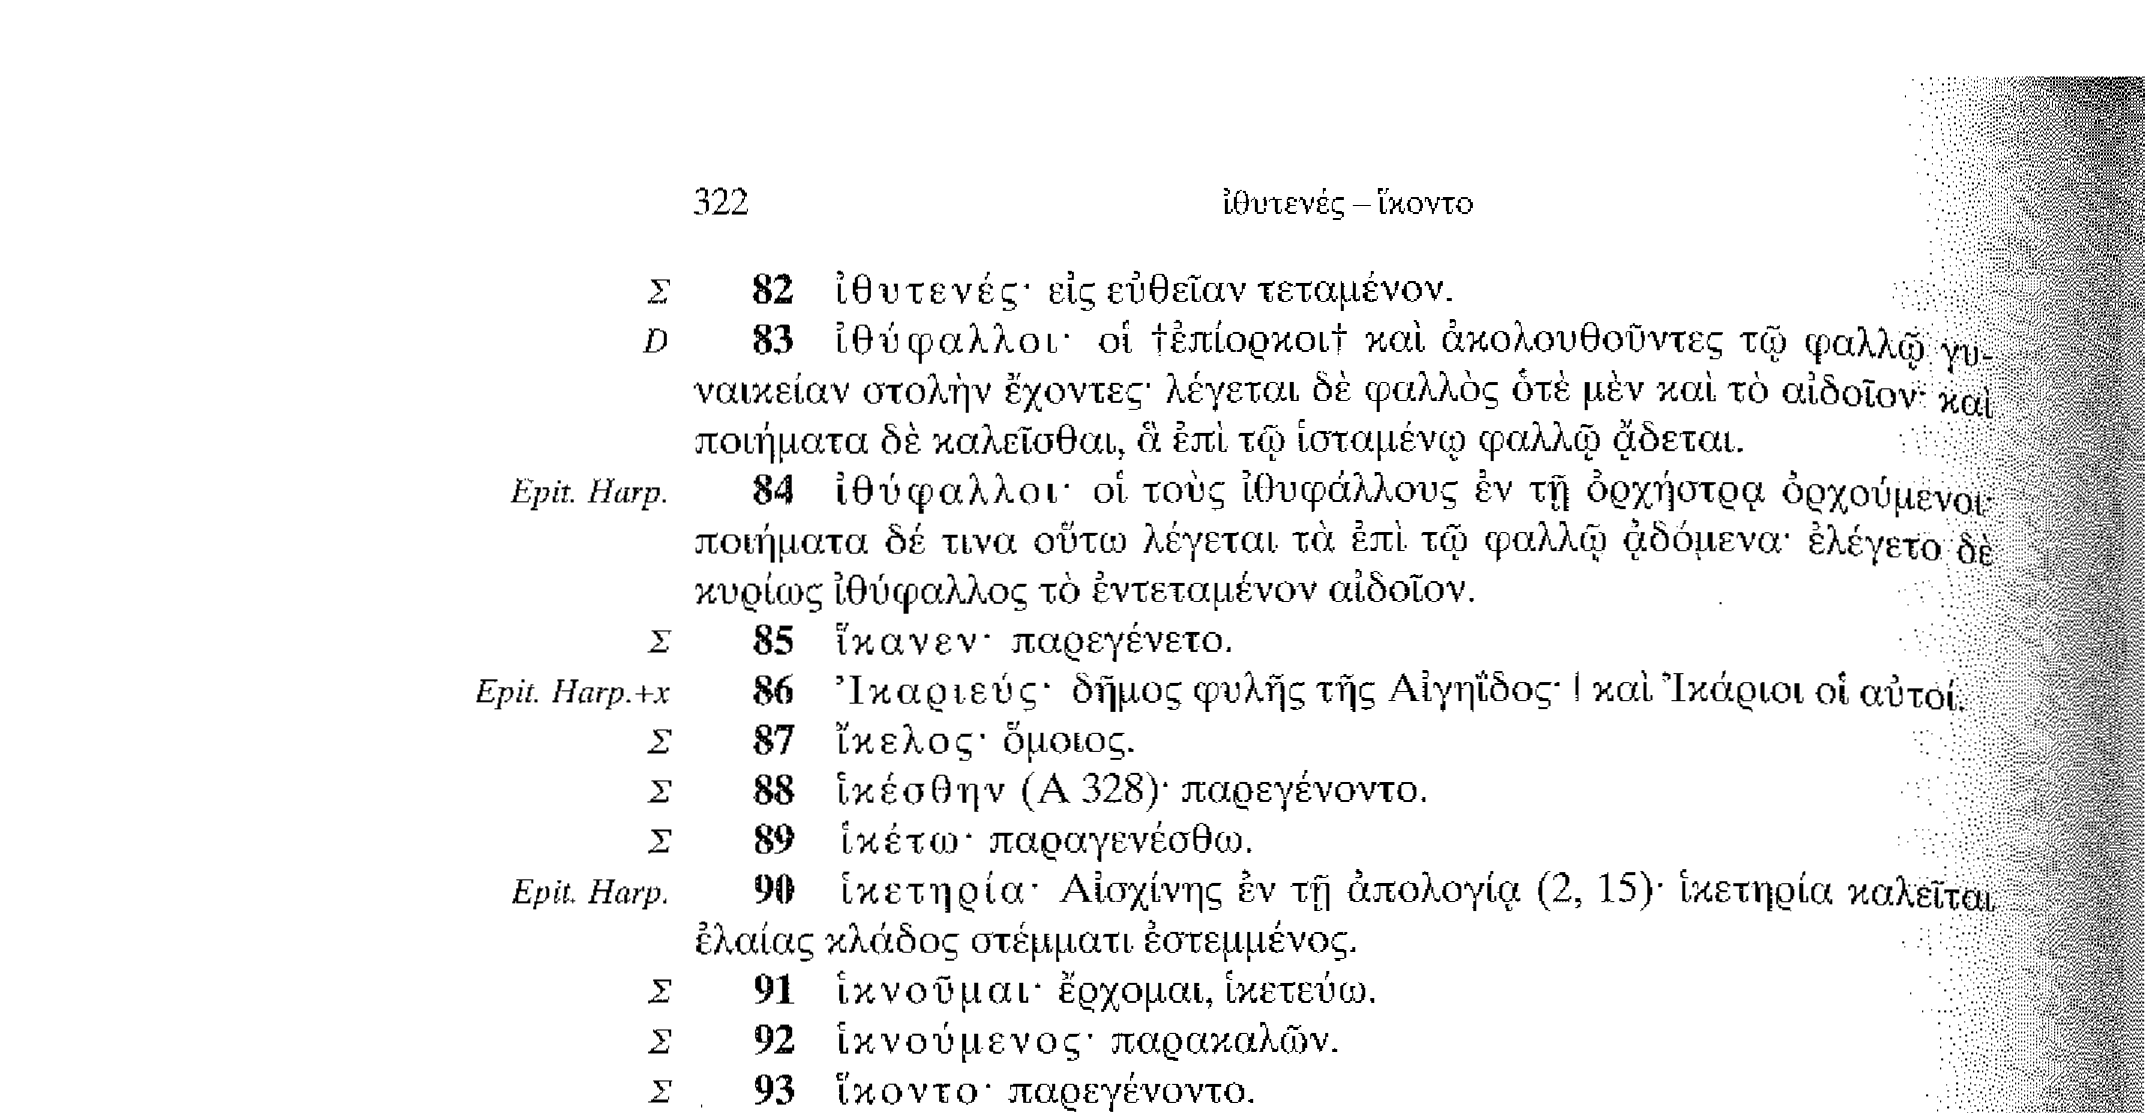 322 ἰθυτενές – ἵκοντο
Σ 82 ἰθυτενές· εἰς εὐθεῖαν τεταμένον.
D 83 ἰθύφαλλοι· οἱ †ἐπίορκοι† καὶ ἀκολουθοῦντες τῷ φαλλῷ γυ-
ναικείαν στολὴν ἔχοντες· λέγεται δὲ φαλλὸς ὁτὲ μὲν καὶ τὸ αἰδοῖον· καὶ
ποιήματα δὲ καλεῖσθαι, ἃ ἐπὶ τῷ ἱσταμένῳ φαλλῷ ᾄδεται.
Epit. Harp. 84 ἰθύφαλλοι· οἱ τοὺς ἰθυφάλλους ἐν τῇ ὀρχήστρᾳ ὀρχούμενοι·
ποιήματα δέ τινα οὕτω λέγεται τὰ ἐπὶ τῷ φαλλῷ ᾀδόμενα· ἐλέγετο δὲ
κυρίως ἰθύφαλλος τὸ ἐντεταμένον αἰδοῖον.
Σ 85 ἵκανεν· παρεγένετο.
Epit. Harp.+x 86 Ἰκαριεύς· δῆμος φυλῆς τῆς Αἰγηΐδος· | καὶ Ἰκάριοι οἱ αὐτοί.
Σ 87 ἴκελος· ὅμοιος.
Σ 88 ἱκέσθην (Α 328)· παρεγένοντο.
Σ 89 ἱκέτω· παραγενέσθω.
Epit. Harp. 90 ἱκετηρία· Αἰσχίνης ἐν τῇ ἀπολογίᾳ (2, 15)· ἱκετηρία καλεῖται
ἐλαίας κλάδος στέμματι ἐστεμμένος.
Σ 91 ἱκνοῦμαι· ἔρχομαι, ἱκετεύω.
Σ 92 ἱκνούμενος· παρακαλῶν.
Σ 93 ἵκοντο· παρεγένοντο.